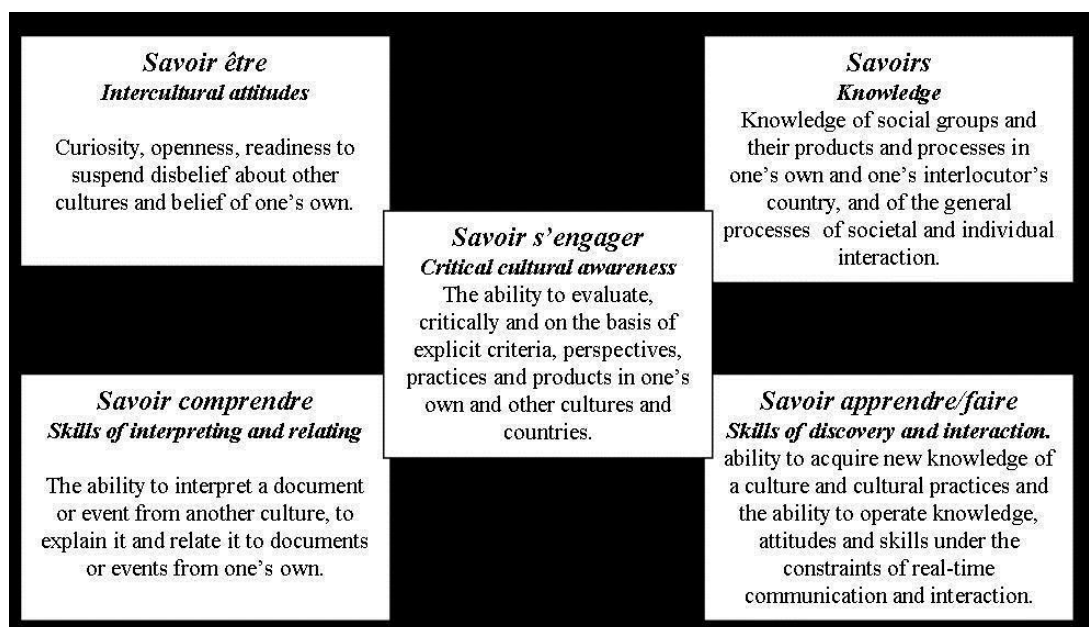 Savoir être
Intercultural attitudes
Curiosity, openness, readiness to
suspend disbelief about other
cultures and belief of one's own.
Savoirs
Knowledge
Knowledge of social groups and
their products and processes in
one's own and one's interlocutor's
country, and of the general
processes of societal and individual
interaction.
Savoir s'engager
Critical cultural awareness
The ability to evaluate,
critically and on the basis of
explicit criteria, perspectives,
practices and products in one's
own and other cultures and
countries.
Savoir comprendre
Skills of interpreting and relating
The ability to interpret a document
or event from another culture, to
explain it and relate it to documents
or events from one's own.
Savoir apprendre/faire
Skills of discovery and interaction.
ability to acquire new knowledge of
a culture and cultural practices and
the ability to operate knowledge,
attitudes and skills under the
constraints of real-time
communication and interaction.